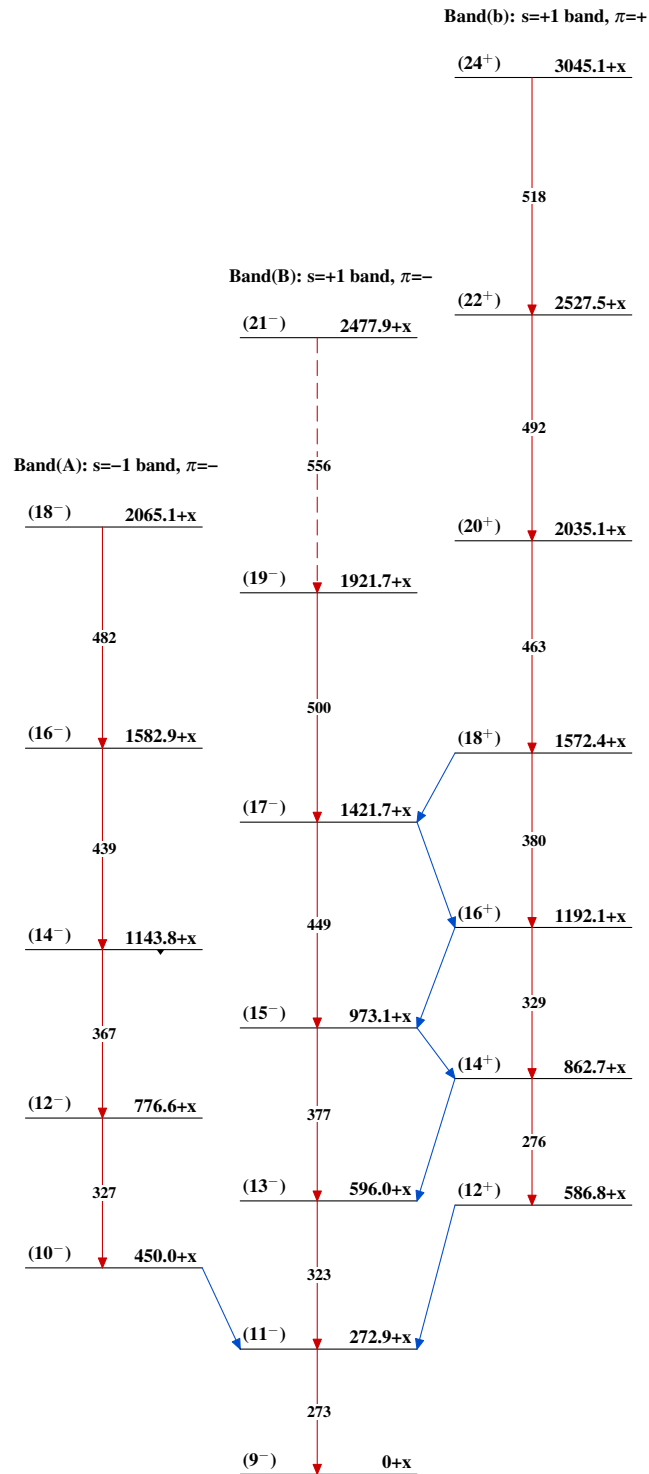 Band(b): s=+1 band, π=+
(24⁺) 3045.1+x
518
Band(B): s=+1 band, π=−
(22⁺) 2527.5+x
(21⁻) 2477.9+x
492
556
Band(A): s=−1 band, π=−
(18⁻) 2065.1+x
(20⁺) 2035.1+x
(19⁻) 1921.7+x
482
463
500
(16⁻) 1582.9+x
(18⁺) 1572.4+x
(17⁻) 1421.7+x
439
380
449
(16⁺) 1192.1+x
(14⁻) 1143.8+x
329
(15⁻) 973.1+x
367
(14⁺) 862.7+x
377
276
(12⁻) 776.6+x
327
(13⁻) 596.0+x
(12⁺) 586.8+x
(10⁻) 450.0+x
323
(11⁻) 272.9+x
273
(9⁻) 0+x